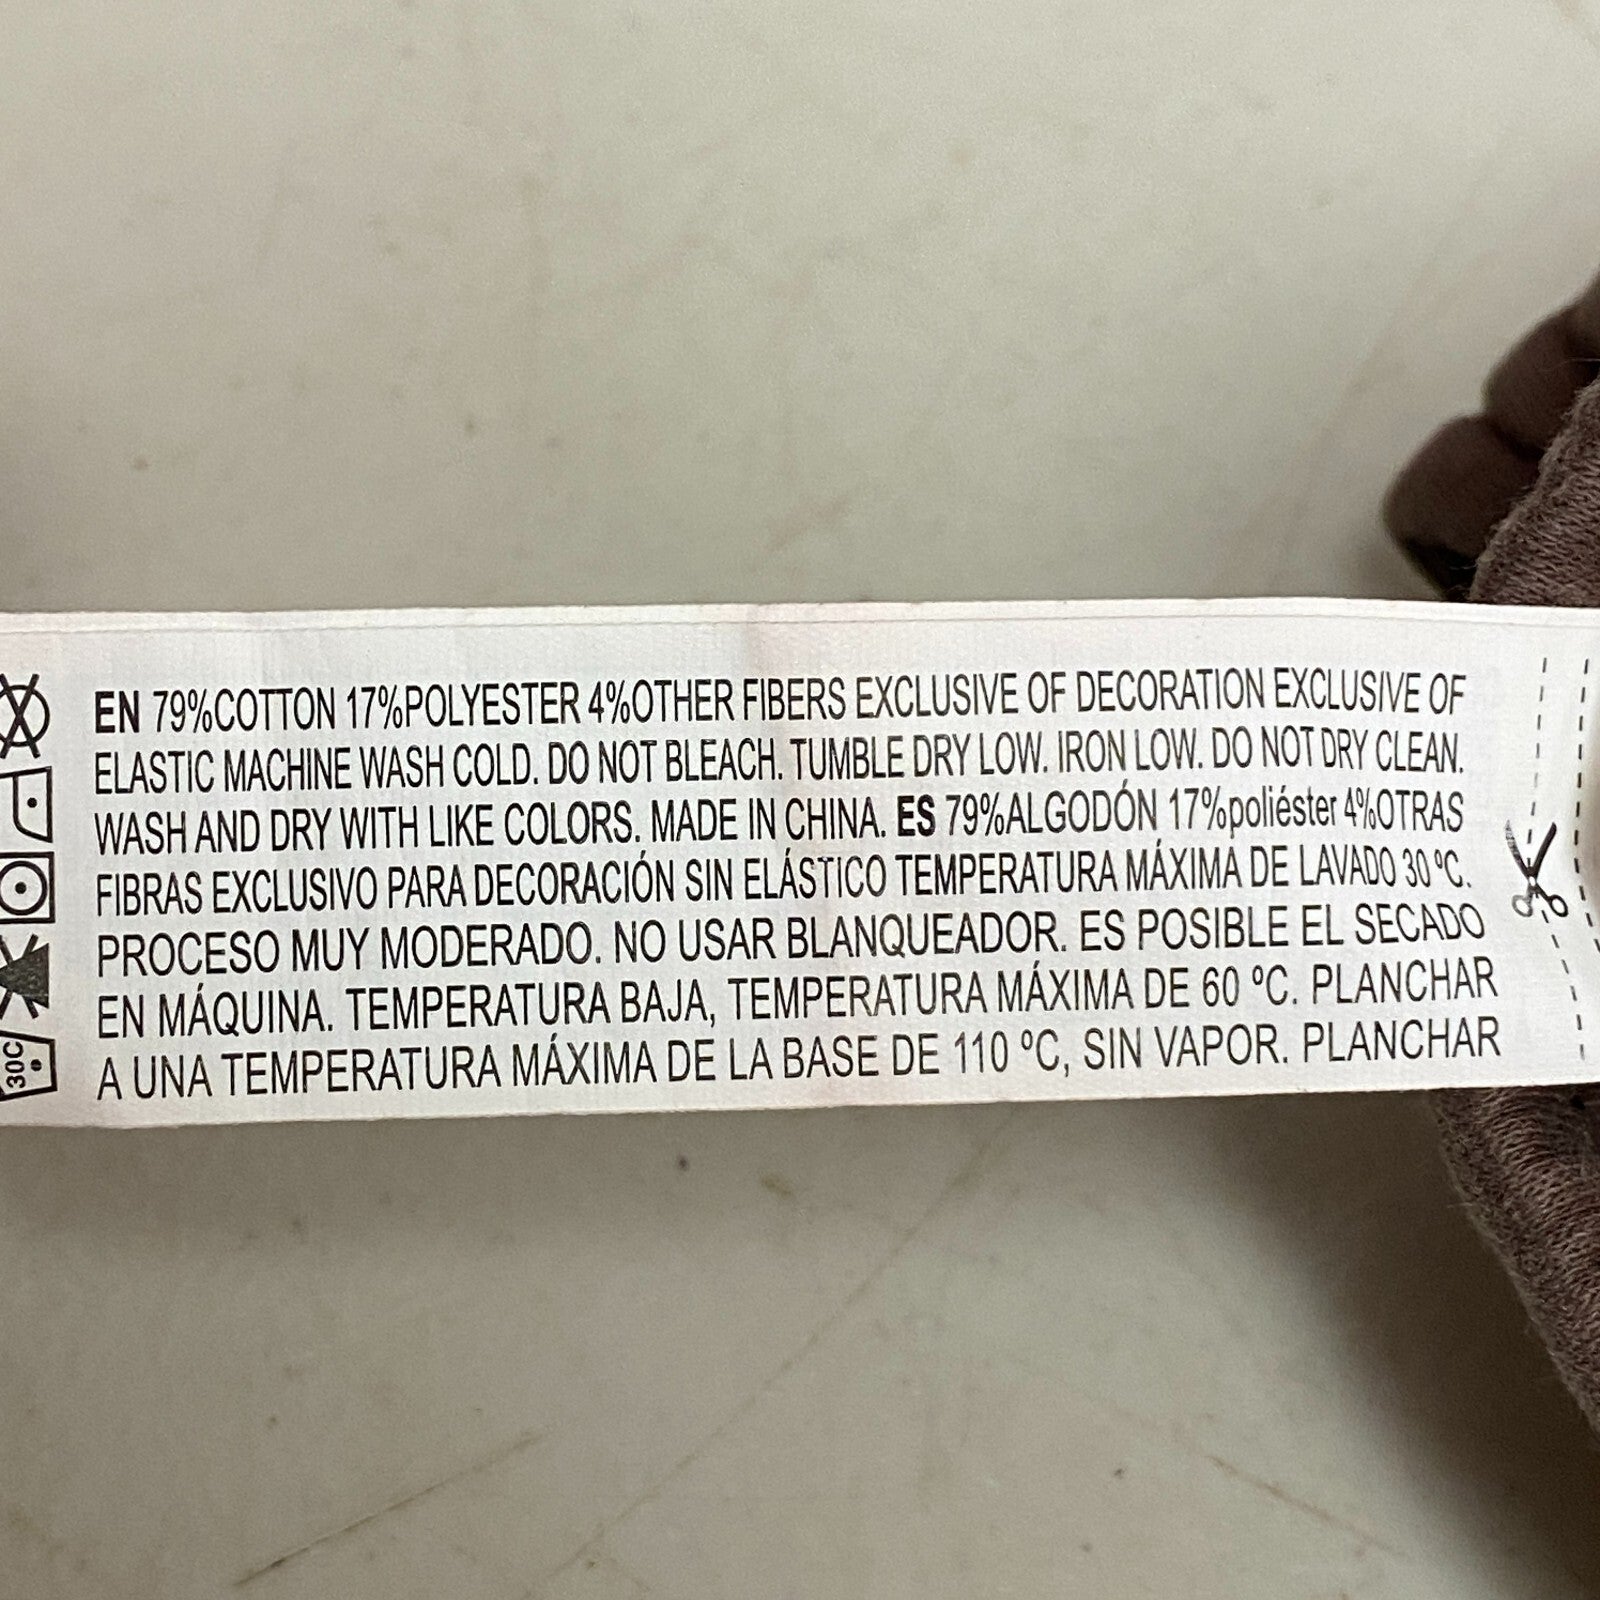 EN 79%COTTON 17%POLYESTER 4%OTHER FIBERS EXCLUSIVE OF DECORATION EXCLUSIVE OF
ELASTIC MACHINE WASH COLD. DO NOT BLEACH. TUMBLE DRY LOW. IRON LOW. DO NOT DRY CLEAN.
WASH AND DRY WITH LIKE COLORS. MADE IN CHINA. ES 79%ALGODÓN 17%poliéster 4%OTRAS
FIBRAS EXCLUSIVO PARA DECORACIÓN SIN ELÁSTICO TEMPERATURA MÁXIMA DE LAVADO 30 ºC.
PROCESO MUY MODERADO. NO USAR BLANQUEADOR. ES POSIBLE EL SECADO
EN MÁQUINA. TEMPERATURA BAJA, TEMPERATURA MÁXIMA DE 60 ºC. PLANCHAR
A UNA TEMPERATURA MÁXIMA DE LA BASE DE 110 ºC, SIN VAPOR. PLANCHAR
30C